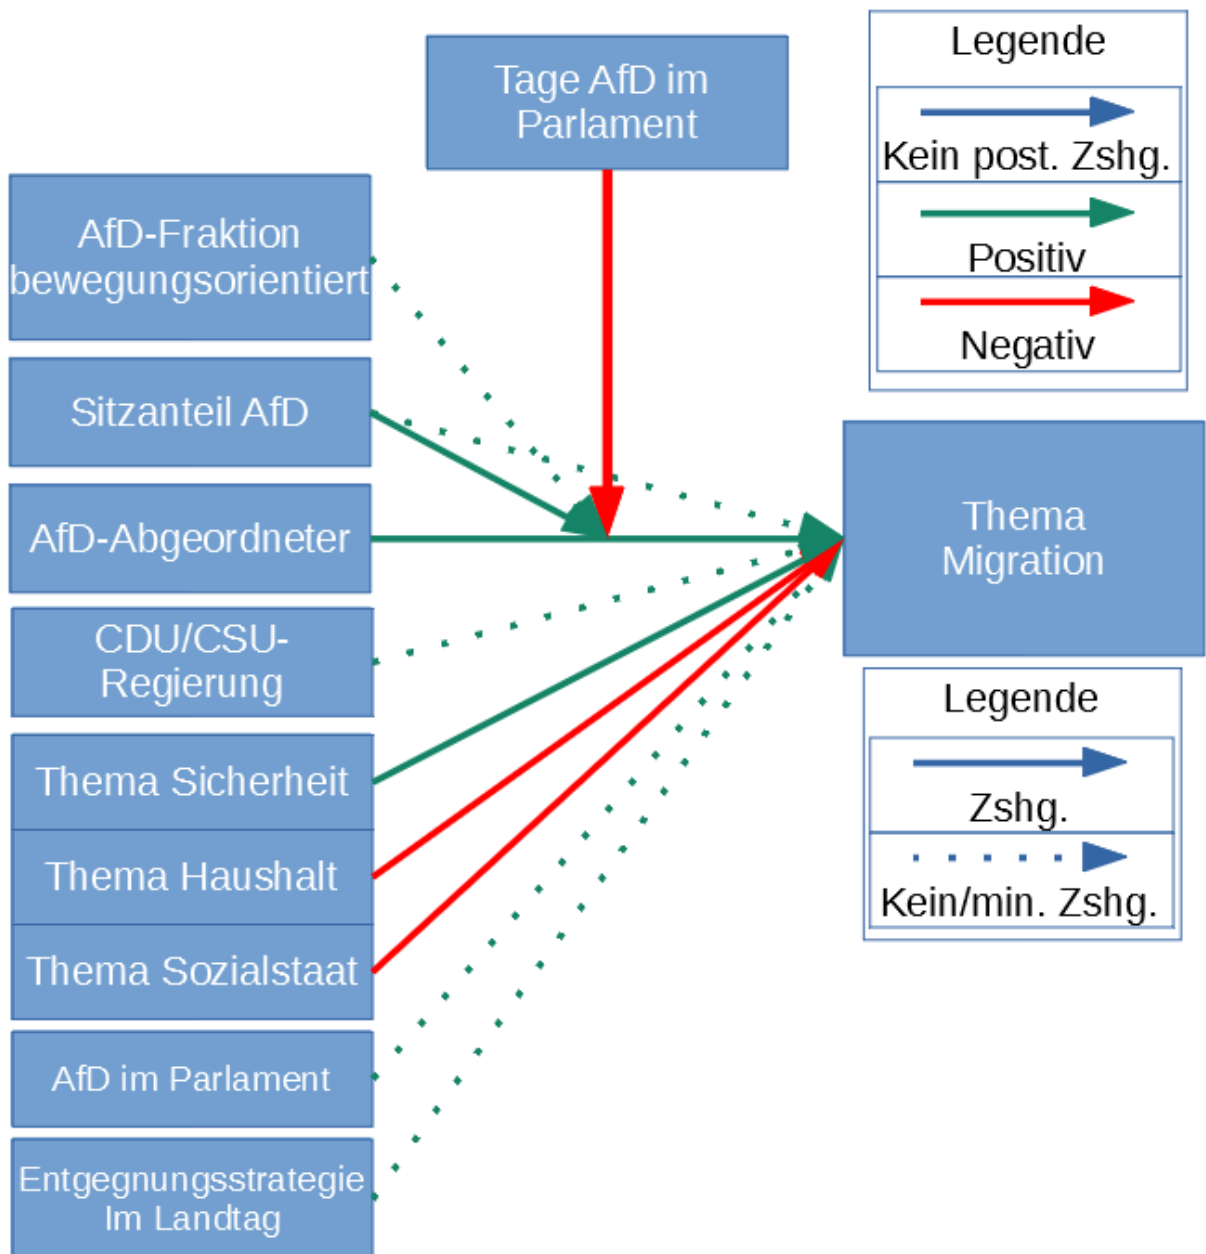 Tage AfD im
Parlament
Legende
Kein post. Zshg.
Positiv
Negativ
AfD-Fraktion
bewegungsorientiert
Sitzanteil AfD
AfD-Abgeordneter
CDU/CSU-
Regierung
Thema Sicherheit
Thema Haushalt
Thema Sozialstaat
AfD im Parlament
Entgegnungsstrategie
Im Landtag
Thema
Migration
Legende
Zshg.
Kein/min. Zshg.